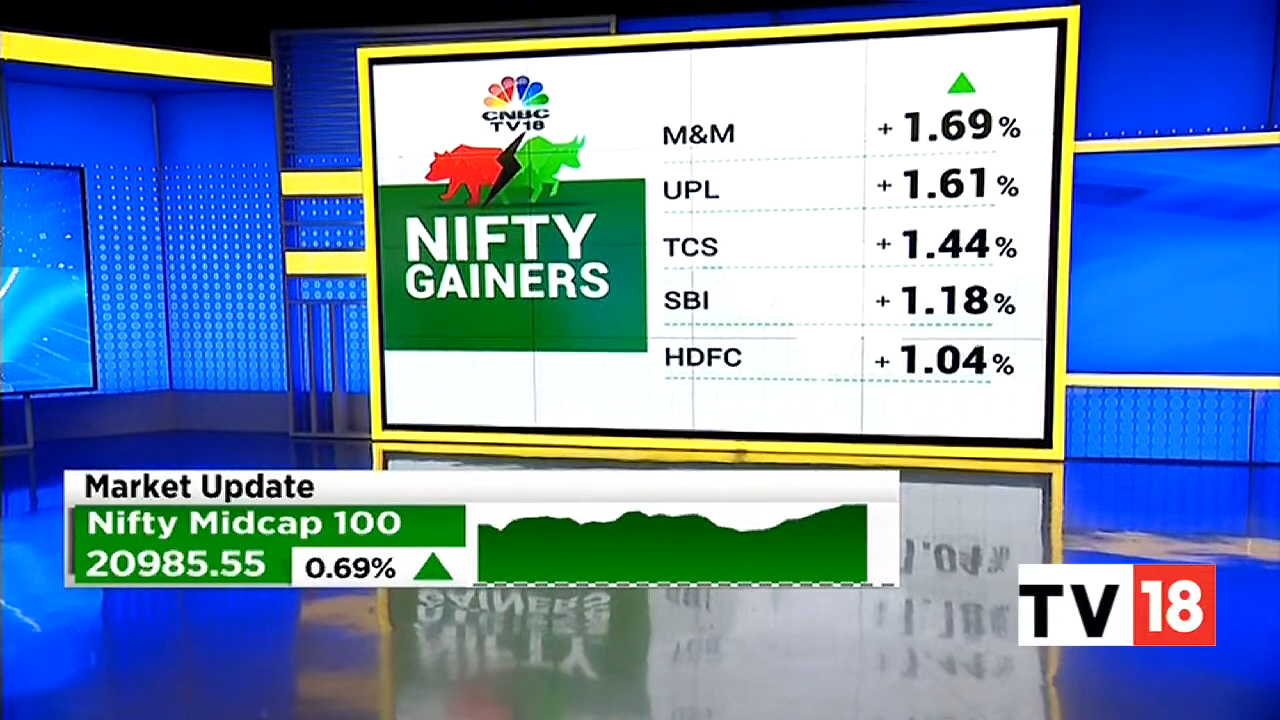 CNBC
TV18
NIFTY
GAINERS
M&M + 1.69%
UPL + 1.61%
TCS + 1.44%
SBI + 1.18%
HDFC + 1.04%
Market Update
Nifty Midcap 100
20985.55 0.69%
TV18